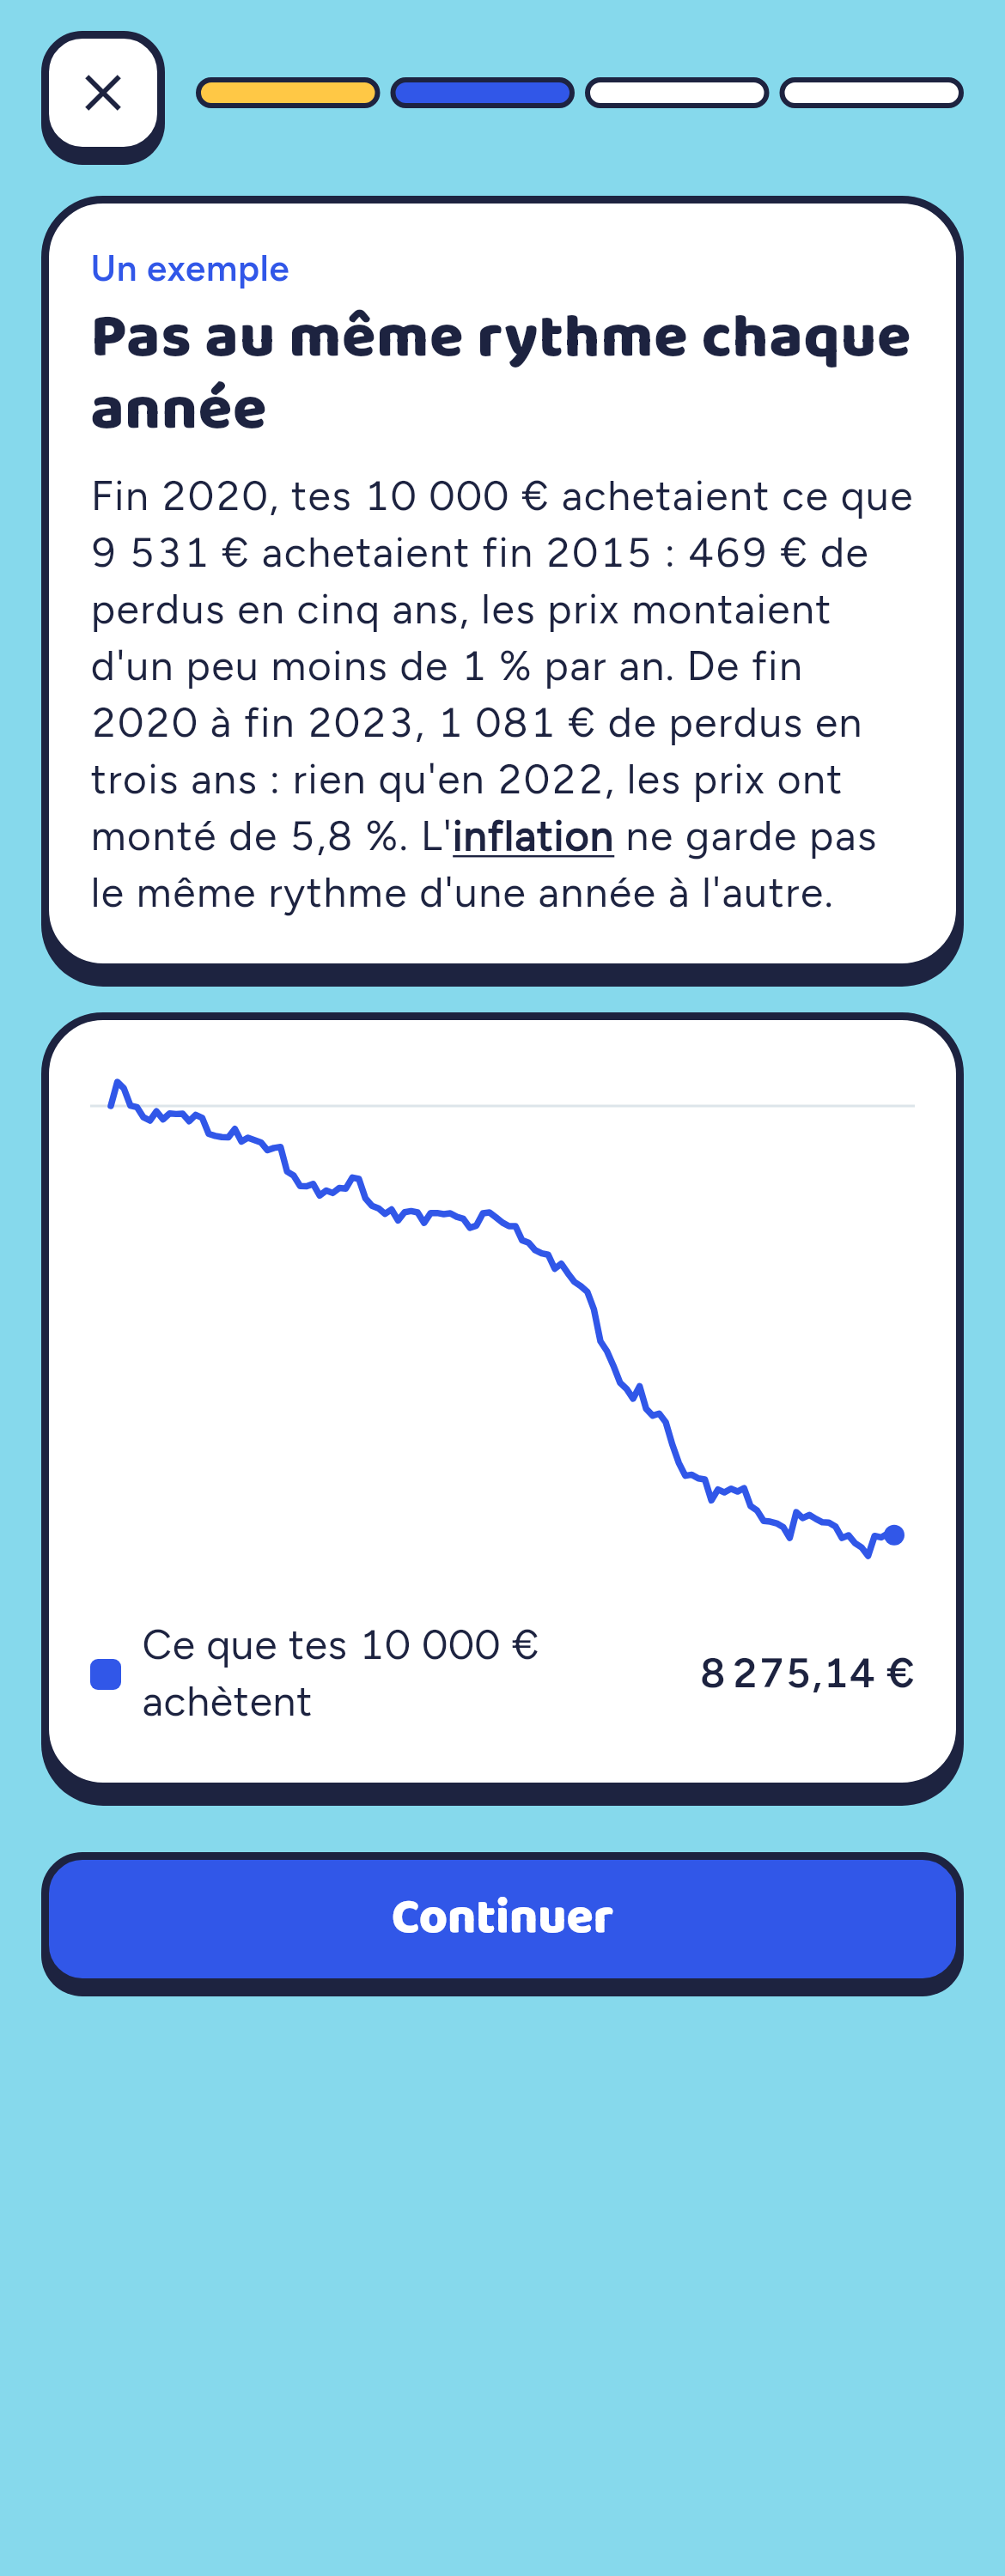 Un exemple
Pas au même rythme chaque
année
Fin 2020, tes 10 000 € achetaient ce que
9 531 € achetaient fin 2015 : 469 € de
perdus en cinq ans, les prix montaient
d'un peu moins de 1 % par an. De fin
2020 à fin 2023, 1 081 € de perdus en
trois ans : rien qu'en 2022, les prix ont
monté de 5,8 %. L'inflation ne garde pas
le même rythme d'une année à l'autre.
Ce que tes 10 000 €
achètent
8 275,14 €
Continuer